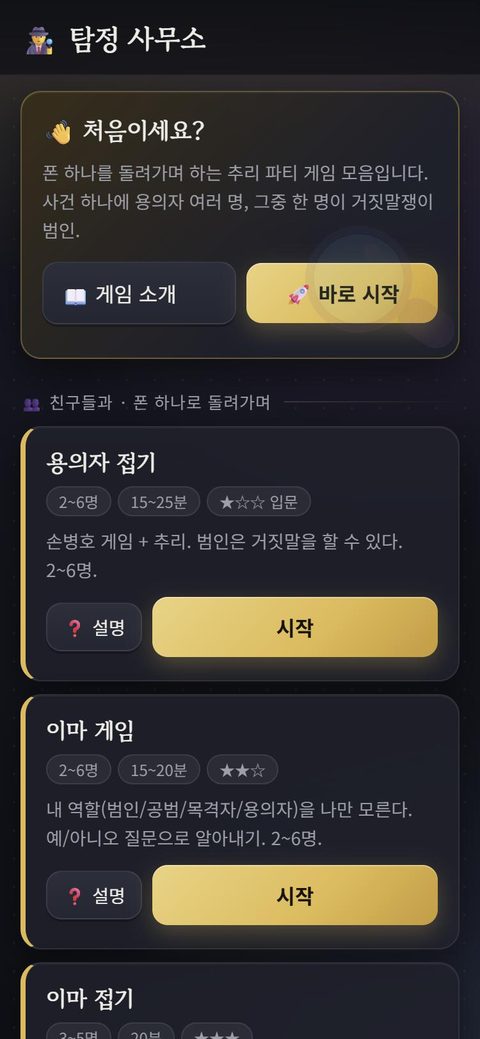 탐정 사무소
처음이세요?
폰 하나를 돌려가며 하는 추리 파티 게임 모음입니다.
사건 하나에 용의자 여러 명, 그중 한 명이 거짓말쟁이
범인.
게임 소개
바로 시작
친구들과 · 폰 하나로 돌려가며
용의자 접기
2~6명 15~25분 ★☆☆ 입문
손병호 게임 + 추리. 범인은 거짓말을 할 수 있다.
2~6명.
❓ 설명
시작
이마 게임
2~6명 15~20분 ★★☆
내 역할(범인/공범/목격자/용의자)을 나만 모른다.
예/아니오 질문으로 알아내기. 2~6명.
❓ 설명
시작
이마 접기
3~5명 20분 ★★★